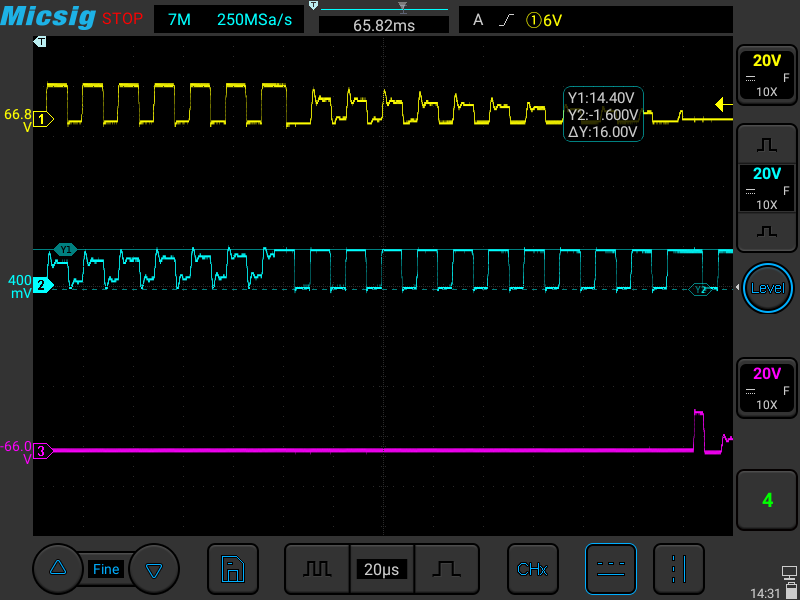 Micsig STOP 7M 250MSa/s T 65.82ms A ①6V
T
20V
F
10X
66.8
V
1
Y1:14.40V
Y2:-1.600V
ΔY:16.00V
20V
F
10X
Y1
400
mV
2
Y2
Level
20V
F
10X
-66.0
V
3
4
Fine 20µs CHx
14:31